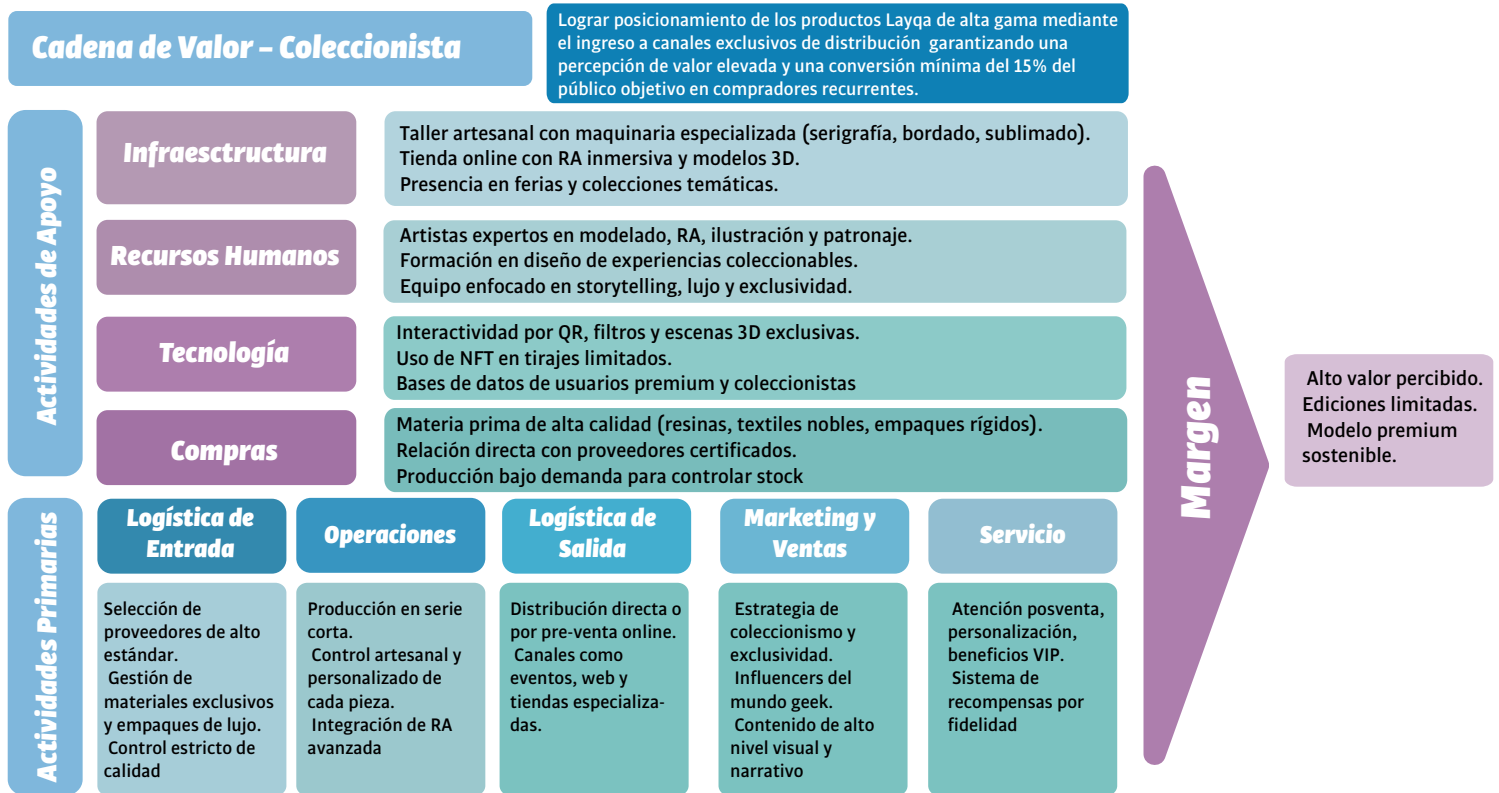 Cadena de Valor – Coleccionista
Lograr posicionamiento de los productos Layqa de alta gama mediante
el ingreso a canales exclusivos de distribución garantizando una
percepción de valor elevada y una conversión mínima del 15% del
público objetivo en compradores recurrentes.
Actividades de Apoyo
Infraesctructura
Taller artesanal con maquinaria especializada (serigrafía, bordado, sublimado).
Tienda online con RA inmersiva y modelos 3D.
Presencia en ferias y colecciones temáticas.
Recursos Humanos
Artistas expertos en modelado, RA, ilustración y patronaje.
Formación en diseño de experiencias coleccionables.
Equipo enfocado en storytelling, lujo y exclusividad.
Tecnología
Interactividad por QR, filtros y escenas 3D exclusivas.
Uso de NFT en tirajes limitados.
Bases de datos de usuarios premium y coleccionistas
Compras
Materia prima de alta calidad (resinas, textiles nobles, empaques rígidos).
Relación directa con proveedores certificados.
Producción bajo demanda para controlar stock
Actividades Primarias
Logística de
Entrada
Selección de
proveedores de alto
estándar.
Gestión de
materiales exclusivos
y empaques de lujo.
Control estricto de
calidad
Operaciones
Producción en serie
corta.
Control artesanal y
personalizado de
cada pieza.
Integración de RA
avanzada
Logística de
Salida
Distribución directa o
por pre-venta online.
Canales como
eventos, web y
tiendas especializa-
das.
Marketing y
Ventas
Estrategia de
coleccionismo y
exclusividad.
Influencers del
mundo geek.
Contenido de alto
nivel visual y
narrativo
Servicio
Atención posventa,
personalización,
beneficios VIP.
Sistema de
recompensas por
fidelidad
Margen
Alto valor percibido.
Ediciones limitadas.
Modelo premium
sostenible.